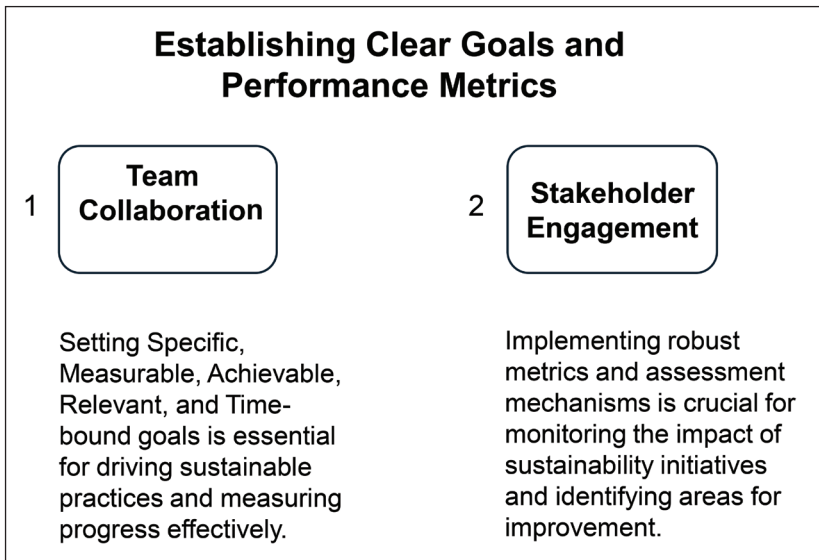 Establishing Clear Goals and
Performance Metrics
1
Team
Collaboration
2
Stakeholder
Engagement
Setting Specific,
Measurable, Achievable,
Relevant, and Time-
bound goals is essential
for driving sustainable
practices and measuring
progress effectively.
Implementing robust
metrics and assessment
mechanisms is crucial for
monitoring the impact of
sustainability initiatives
and identifying areas for
improvement.